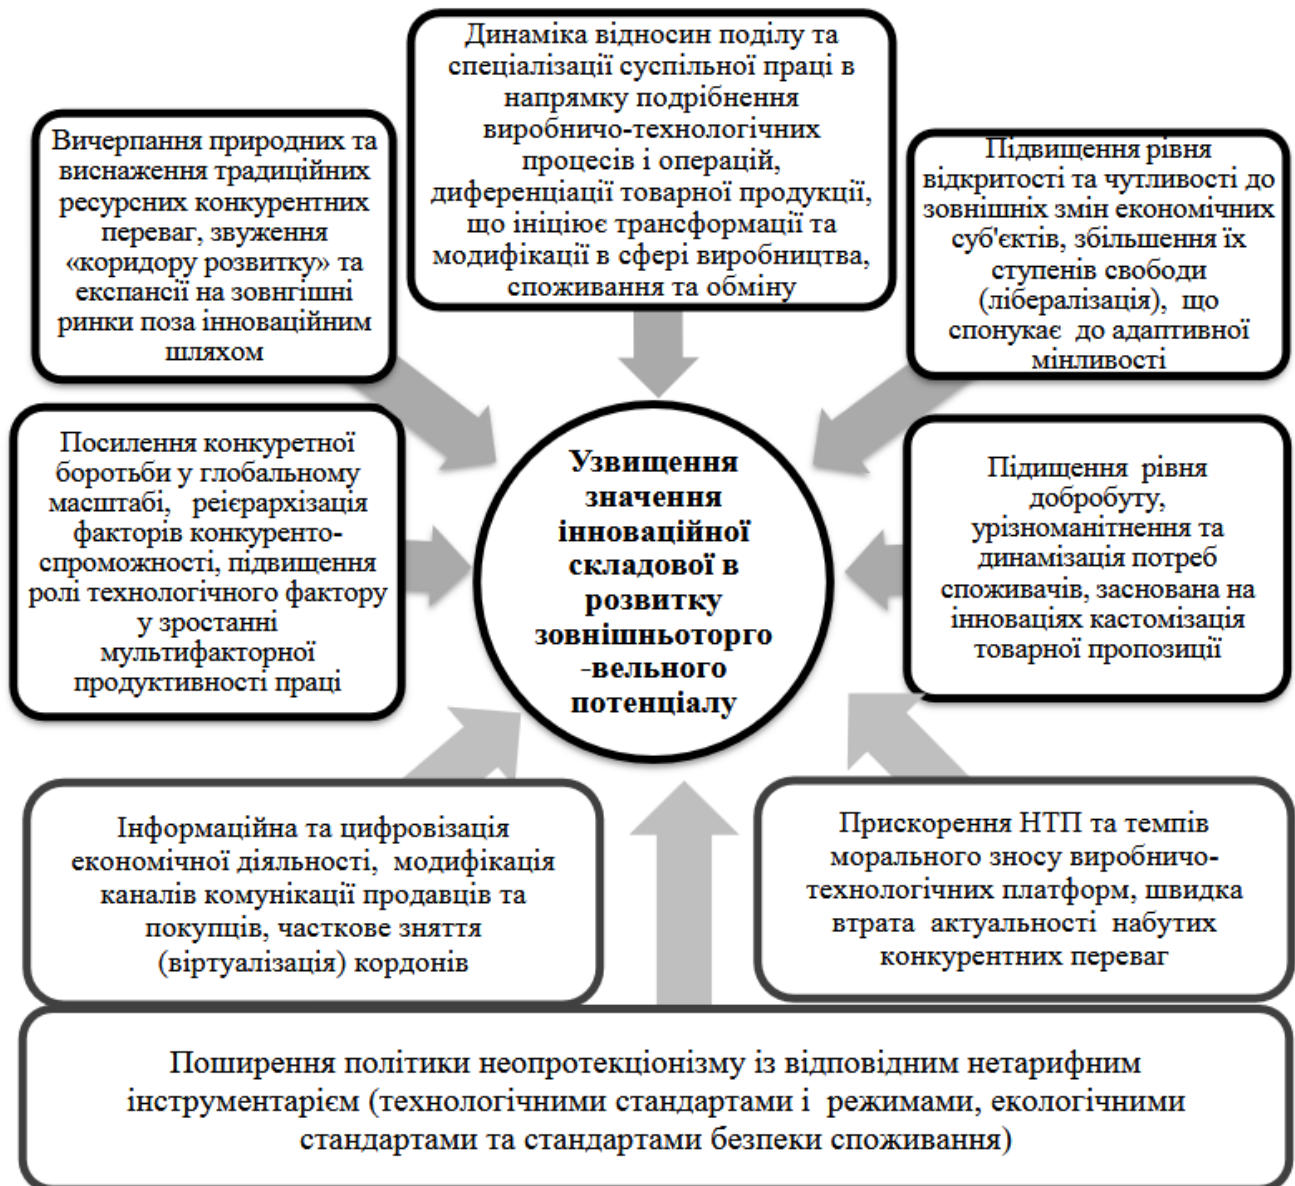 Динаміка відносин поділу та
спеціалізації суспільної праці в
напрямку подрібнення
виробничо-технологічних
процесів і операцій,
диференціації товарної продукції,
що ініціює трансформації та
модифікації в сфері виробництва,
споживання та обміну
Вичерпання природних та
виснаження традиційних
ресурсних конкурентних
переваг, звуження
«коридору розвитку» та
експансії на зовнгішні
ринки поза інноваційним
шляхом
Підвищення рівня
відкритості та чутливості до
зовнішніх змін економічних
суб'єктів, збільшення їх
ступенів свободи
(лібералізація), що
спонукає до адаптивної
мінливості
Посилення конкуретної
боротьби у глобальному
масштабі, реієрархізація
факторів конкуренто-
спроможності, підвищення
ролі технологічного фактору
у зростанні
мультифакторної
продуктивності праці
Узвищення
значення
інноваційної
складової в
розвитку
зовнішньоторго
-вельного
потенціалу
Підищення рівня
добробуту,
урізноманітнення та
динамізація потреб
споживачів, заснована на
інноваціях кастомізація
товарної пропозиції
Інформаційна та цифровізація
економічної діяльності, модифікація
каналів комунікації продавців та
покупців, часткове зняття
(віртуалізація) кордонів
Прискорення НТП та темпів
морального зносу виробничо-
технологічних платформ, швидка
втрата актуальності набутих
конкурентних переваг
Поширення політики неопротекціонізму із відповідним нетарифним
інструментарієм (технологічними стандартами і режимами, екологічними
стандартами та стандартами безпеки споживання)